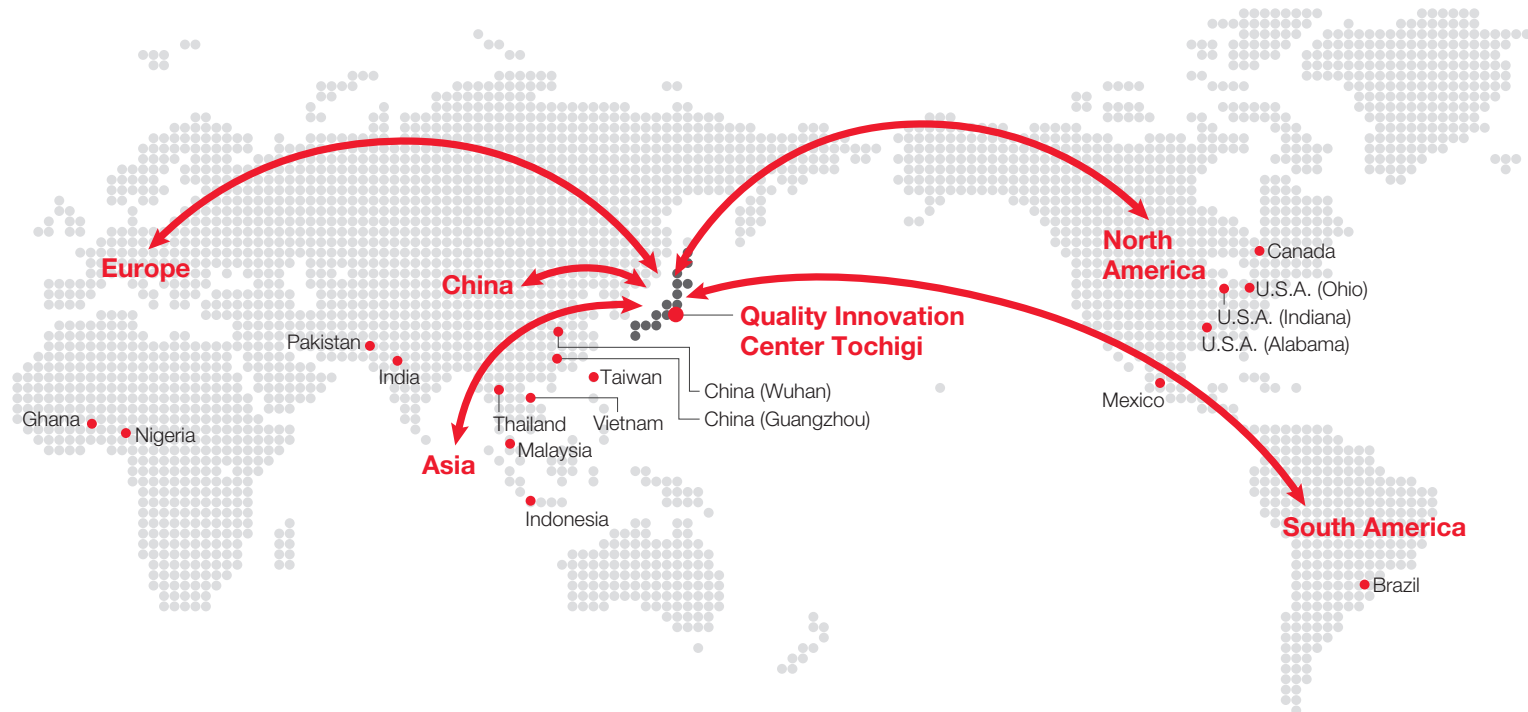 Europe
China
Asia
North
America
South America
Quality Innovation
Center Tochigi
Pakistan
India
Ghana
Nigeria
Taiwan
Thailand
Vietnam
Malaysia
Indonesia
China (Wuhan)
China (Guangzhou)
Canada
U.S.A. (Ohio)
U.S.A. (Indiana)
U.S.A. (Alabama)
Mexico
Brazil